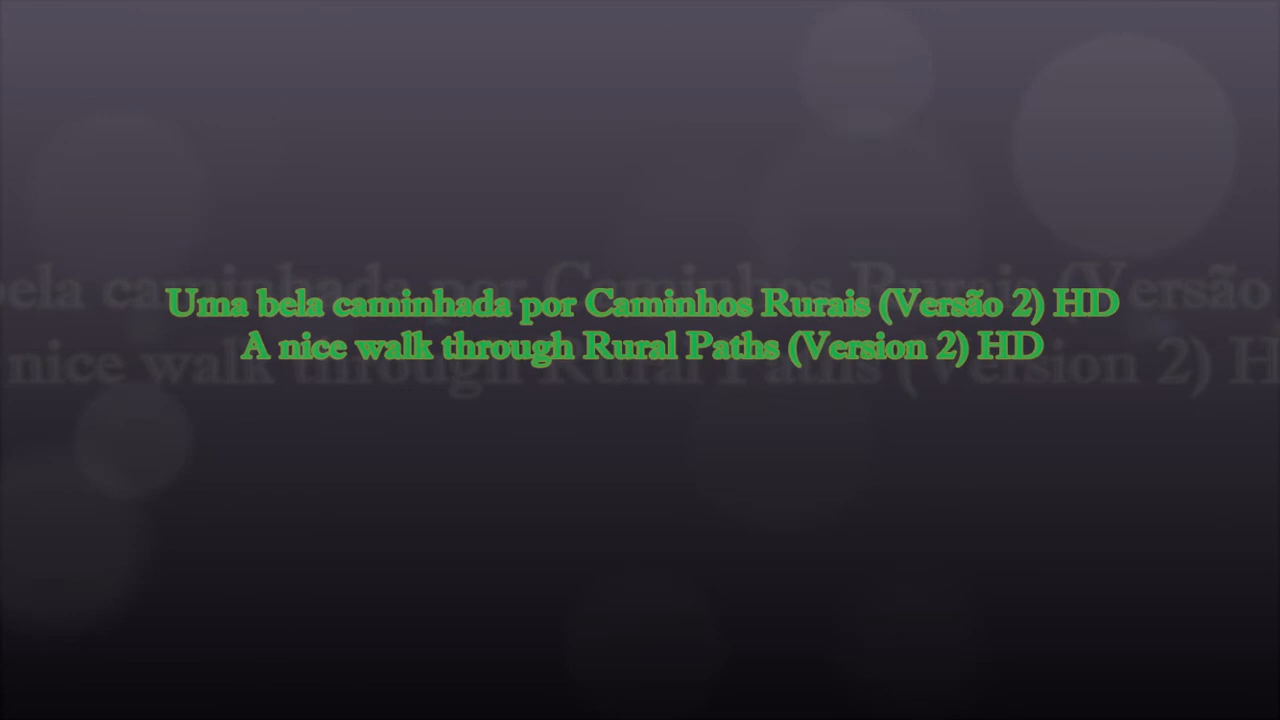 Uma bela caminhada por Caminhos Rurais (Versão 2) HD
A nice walk through Rural Paths (Version 2) HD